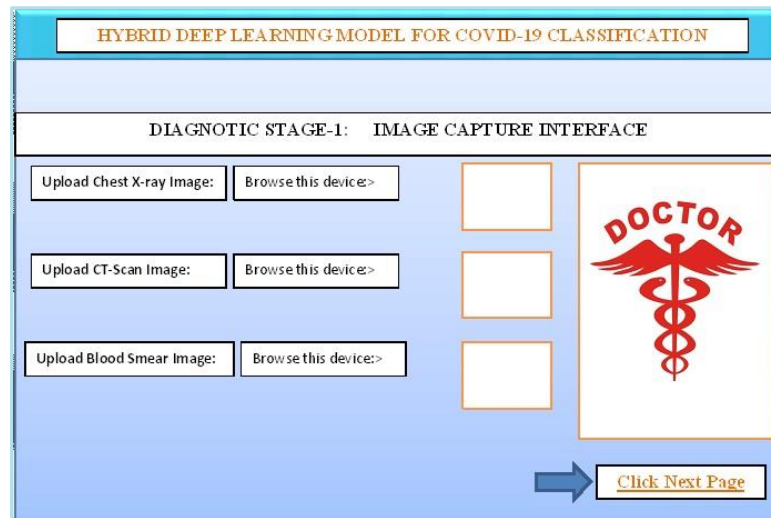 HYBRID DEEP LEARNING MODEL FOR COVID-19 CLASSIFICATION
DIAGNOTIC STAGE-1: IMAGE CAPTURE INTERFACE
Upload Chest X-ray Image: Browse this device:>
DOCTOR
Upload CT-Scan Image: Browse this device:>
Upload Blood Smear Image: Browse this device:>
Click Next Page